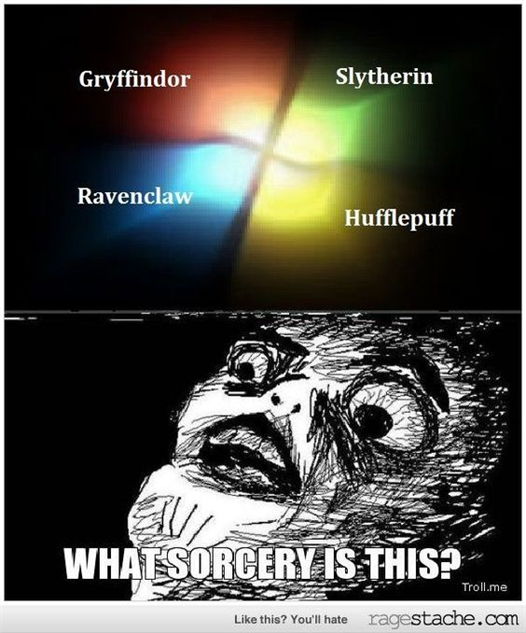 Gryffindor
Slytherin
Ravenclaw
Hufflepuff
WHAT SORCERY IS THIS?
Troll.me
Like this? You'll hate ragestache.com